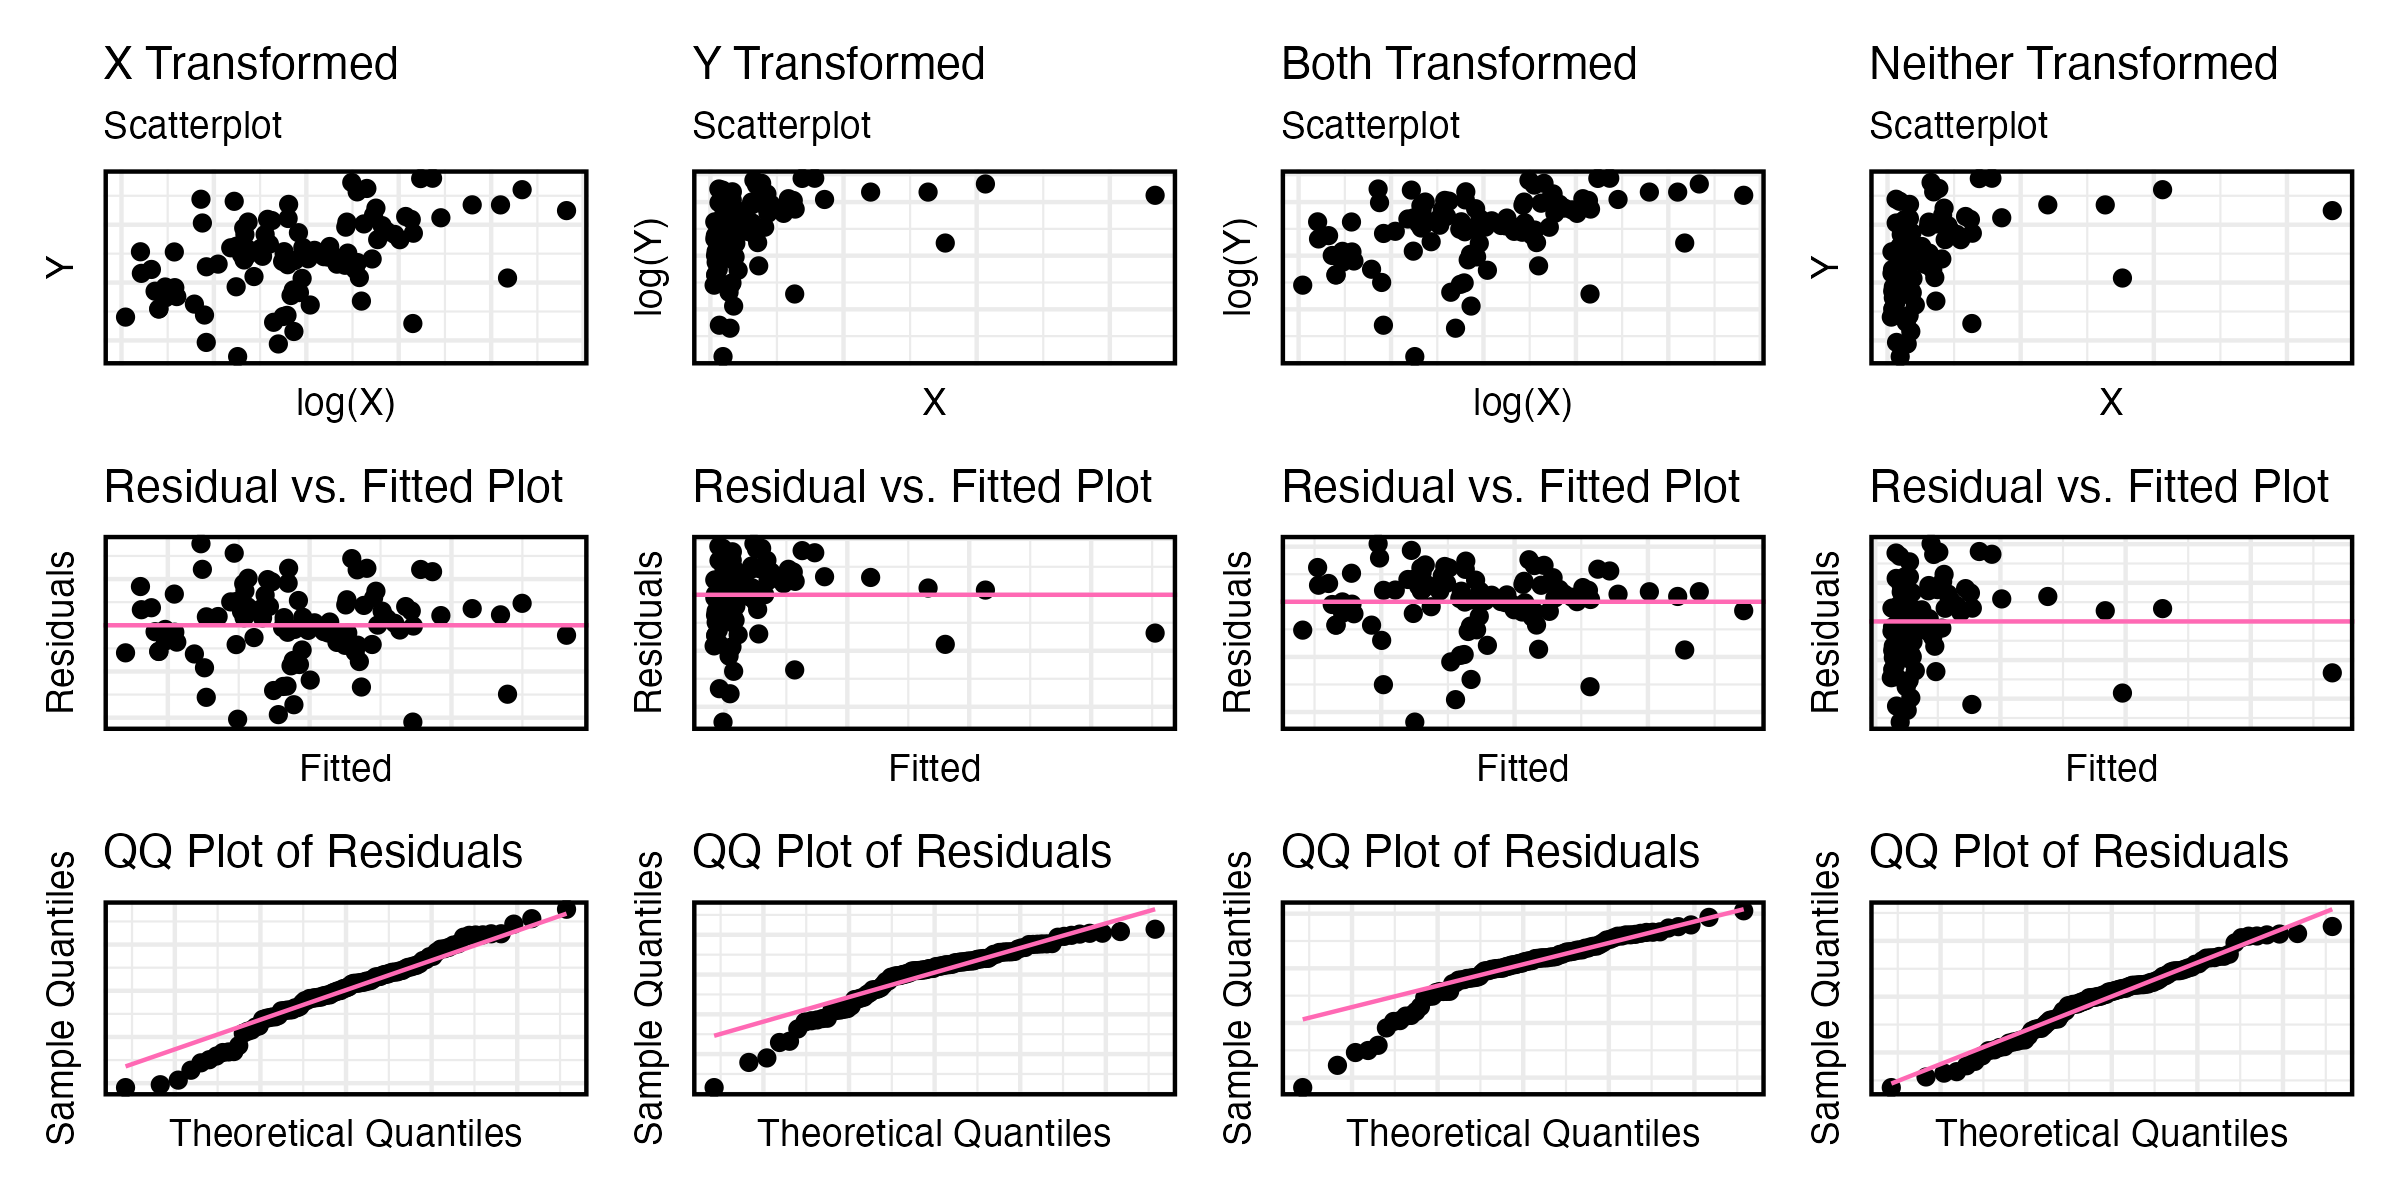 X Transformed
Y Transformed
Both Transformed
Neither Transformed
Scatterplot
Scatterplot
Scatterplot
Scatterplot
Y
log(Y)
log(Y)
Y
log(X)
X
log(X)
X
Residual vs. Fitted Plot
Residual vs. Fitted Plot
Residual vs. Fitted Plot
Residual vs. Fitted Plot
Residuals
Residuals
Residuals
Residuals
Fitted
Fitted
Fitted
Fitted
QQ Plot of Residuals
QQ Plot of Residuals
QQ Plot of Residuals
QQ Plot of Residuals
Sample Quantiles
Sample Quantiles
Sample Quantiles
Sample Quantiles
Theoretical Quantiles
Theoretical Quantiles
Theoretical Quantiles
Theoretical Quantiles